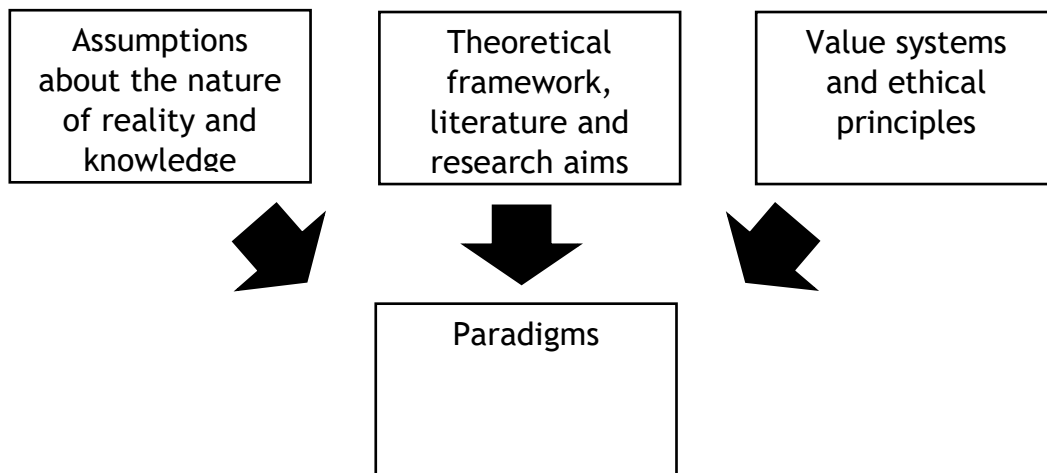 Assumptions
about the nature
of reality and
knowledge
Theoretical
framework,
literature and
research aims
Value systems
and ethical
principles
Paradigms